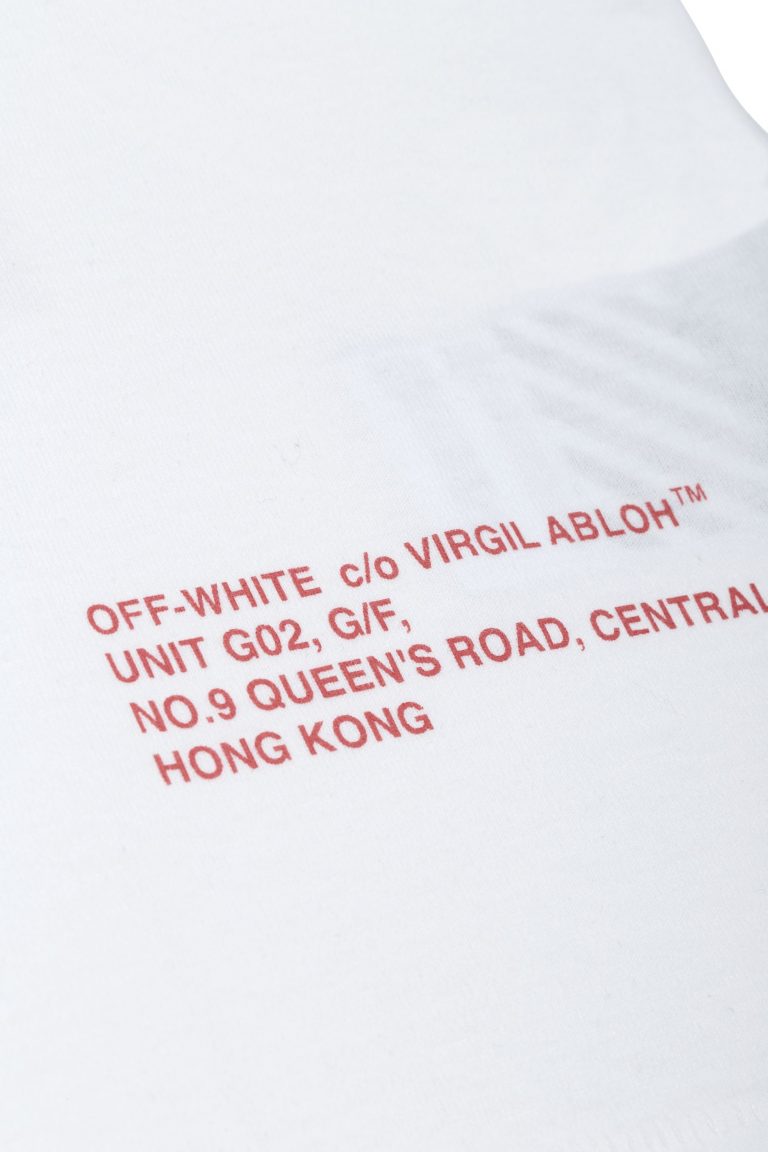 OFF-WHITE c/o VIRGIL ABLOH™
UNIT G02, G/F,
NO.9 QUEEN'S ROAD, CENTRAL
HONG KONG